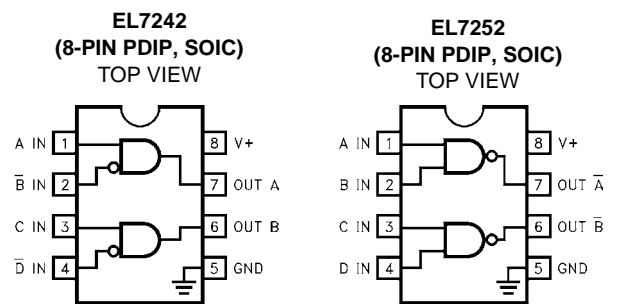 EL7242
(8-PIN PDIP, SOIC)
TOP VIEW
A IN 1
8 V+
B̅ IN 2
7 OUT A
C IN 3
6 OUT B
D̅ IN 4
5 GND
EL7252
(8-PIN PDIP, SOIC)
TOP VIEW
A IN 1
8 V+
B IN 2
7 OUT A̅
C IN 3
6 OUT B̅
D IN 4
5 GND